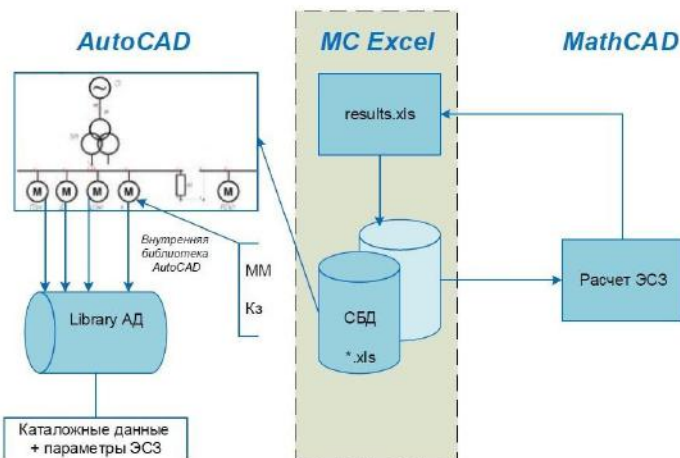 AutoCAD
MC Excel
MathCAD
results.xls
M
M
M
M
M
Внутренняя
библиотека
AutoCAD
ММ
Кз
Library АД
СБД
*.xls
Расчет ЭСЗ
Каталожные данные
+ параметры ЭСЗ